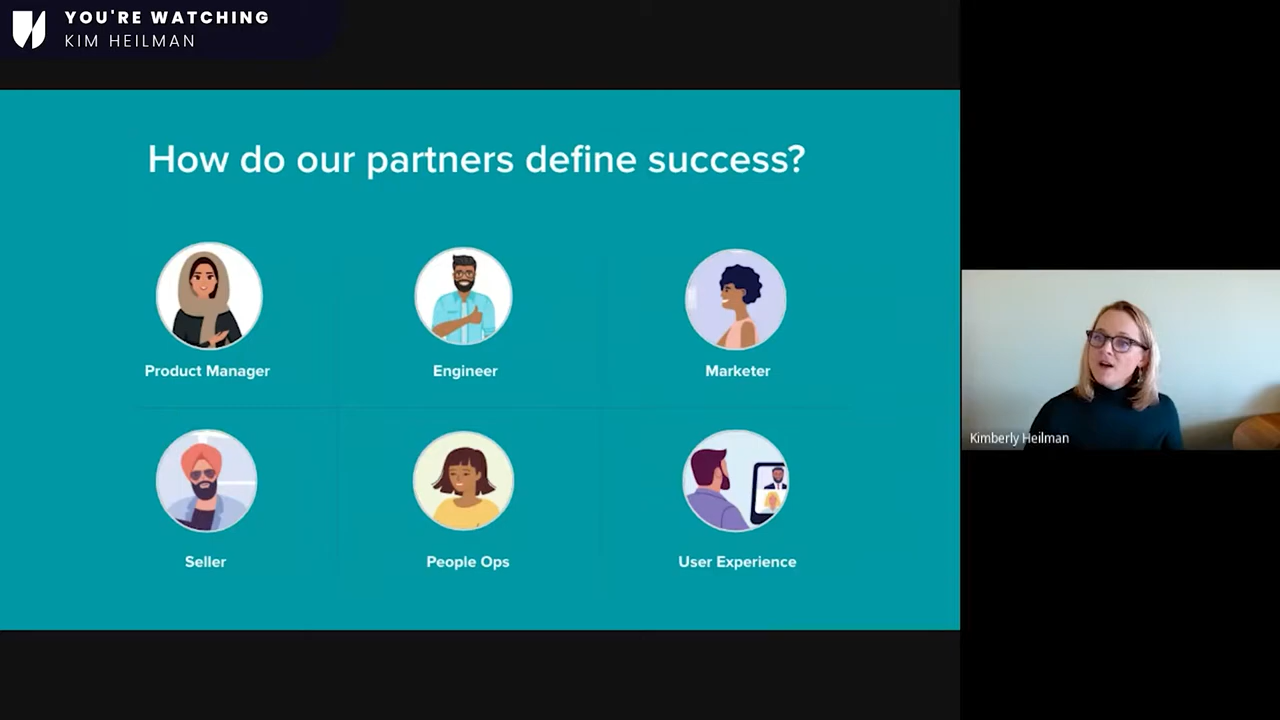 YOU'RE WATCHING
KIM HEILMAN
How do our partners define success?
Product Manager
Engineer
Marketer
Seller
People Ops
User Experience
Kimberly Heilman